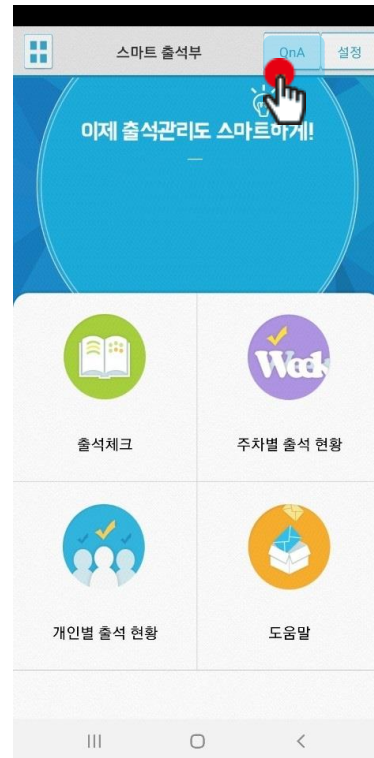 스마트 출석부
QnA
설정
이제 출석관리도 스마트하게!
Week
출석체크
주차별 출석 현황
개인별 출석 현황
도움말